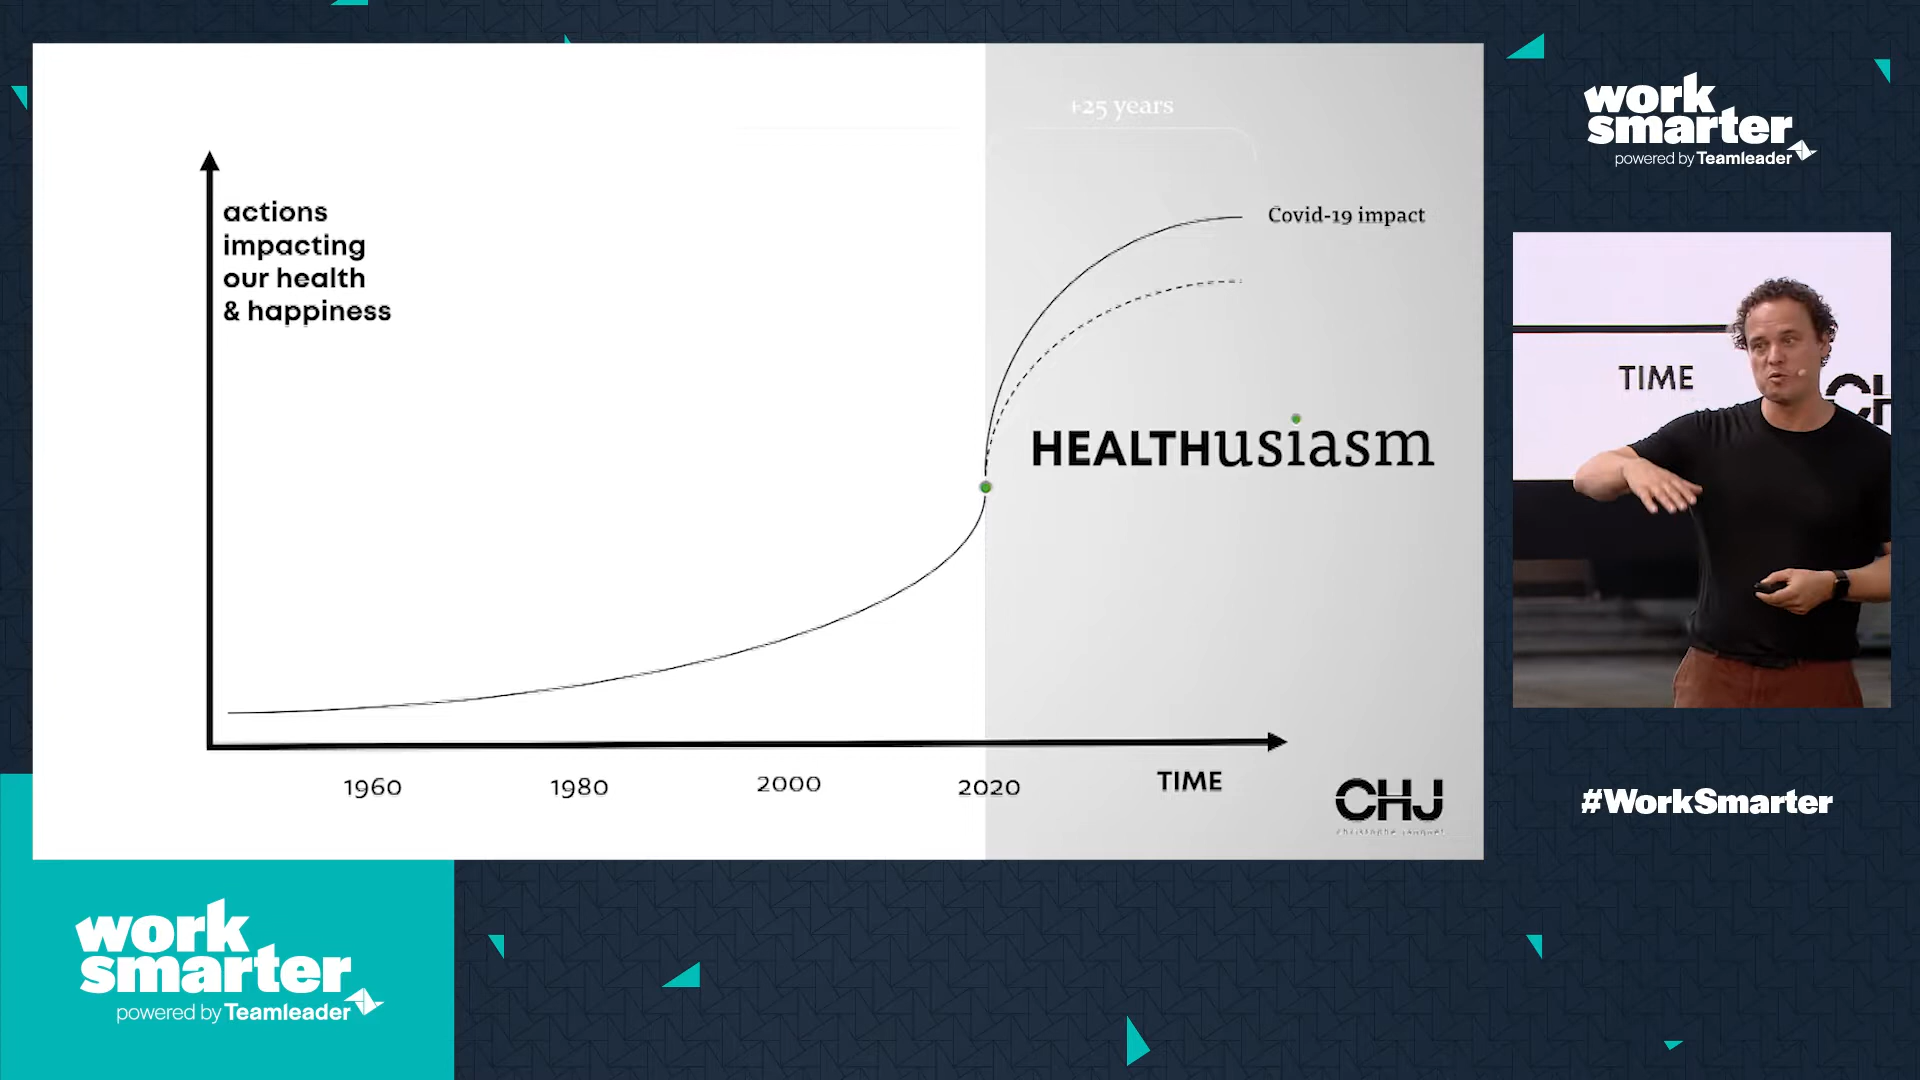 +25 years
actions
impacting
our health
& happiness
Covid-19 impact
HEALTHusiasm
1960
1980
2000
2020
TIME
CHJ
work
smarter
powered by Teamleader
TIME
CHJ
#WorkSmarter
work
smarter
powered by Teamleader